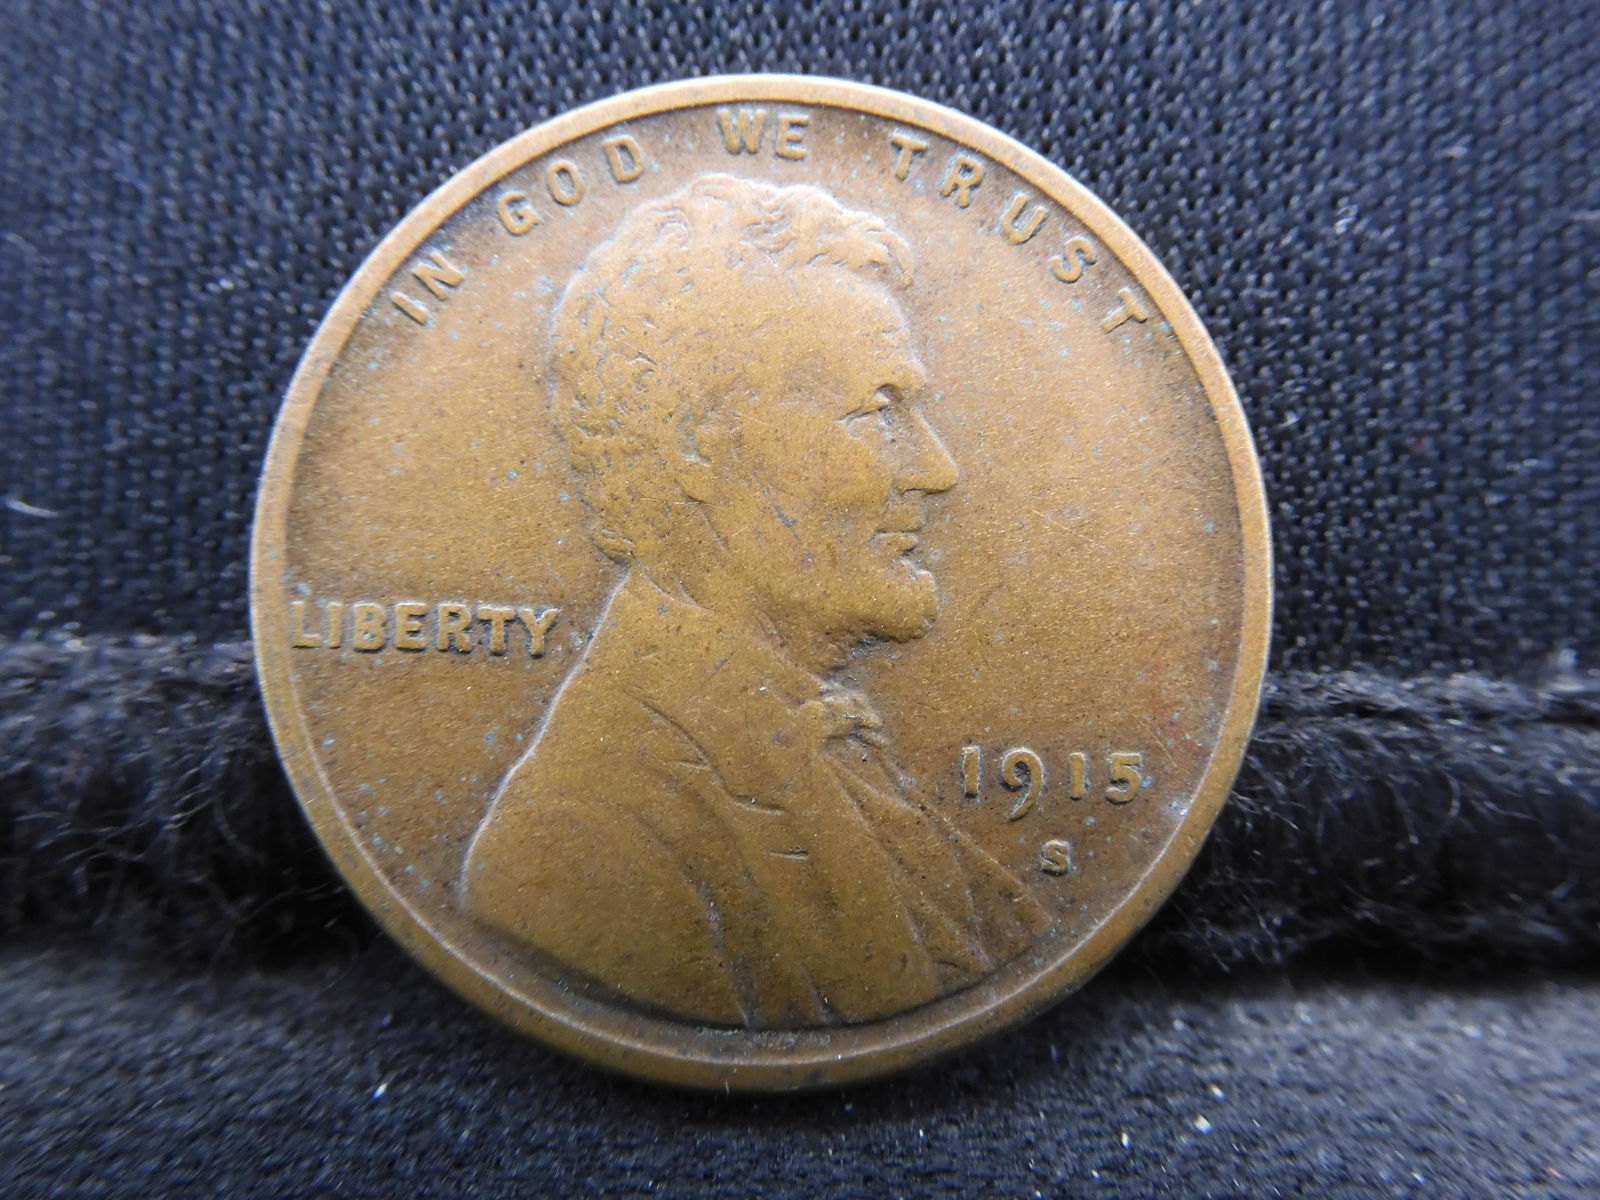 IN GOD WE TRUST
LIBERTY
1915
S